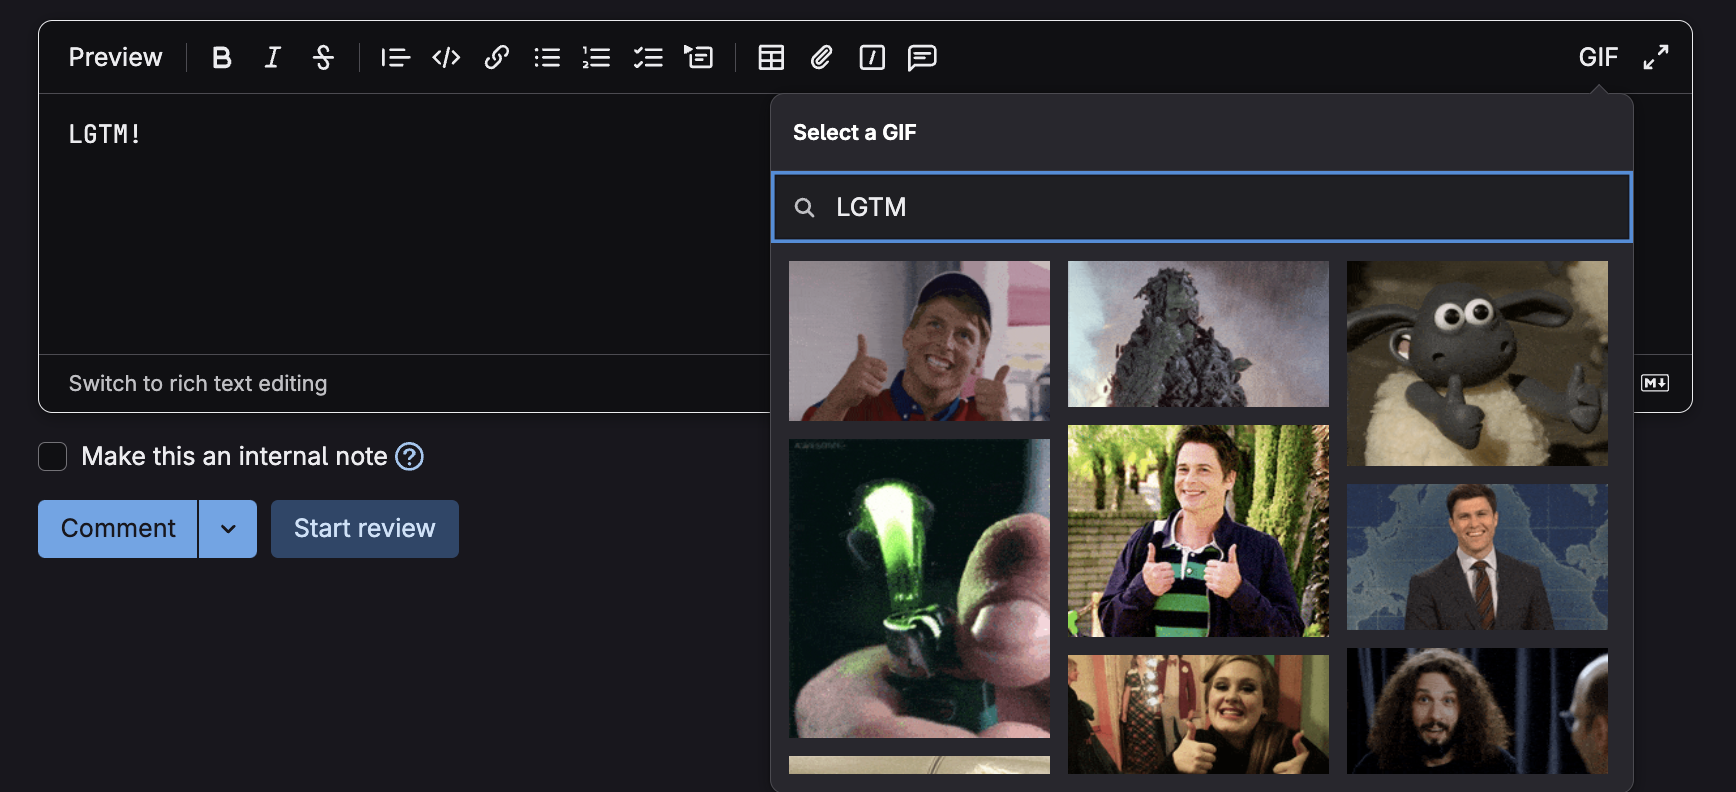 Preview
GIF
LGTM!
Select a GIF
LGTM
Switch to rich text editing
Make this an internal note
Comment
Start review